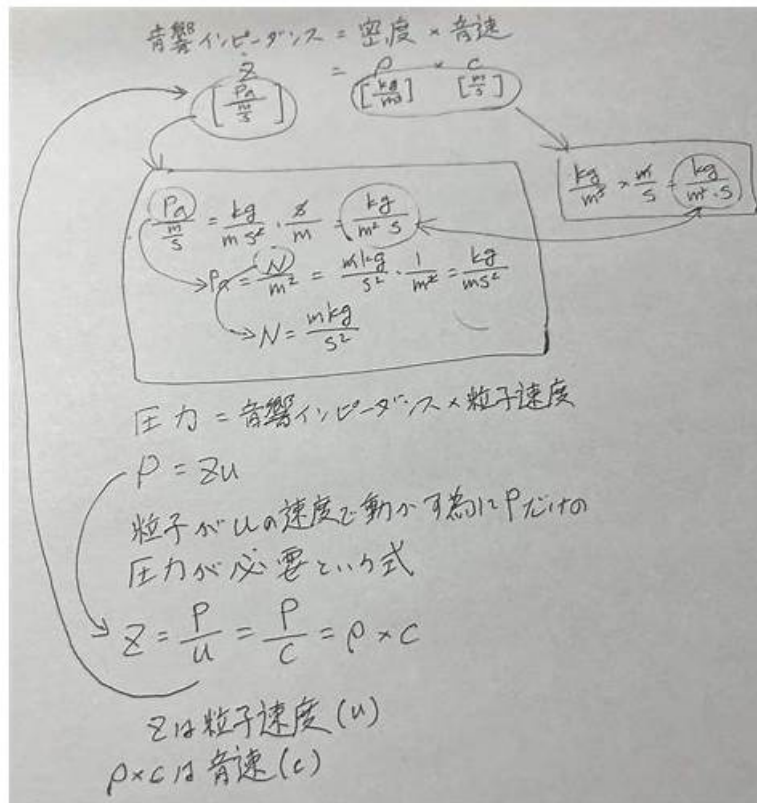 音響インピーダンス = 密度 × 音速
Z = ρ × C
[Pa/(m/s)] [kg/m³] [m/s]
kg/m³ × m/s = kg/(m²・s)
Pa/(m/s) = kg/(m s²) ・ s/m = kg/(m² s)
Pa = N/m² = mkg/s² ・ 1/m² = kg/(ms²)
N = mkg/s²
圧力 = 音響インピーダンス × 粒子速度
P = Zu
粒子がuの速度で動かす為にPだけの
圧力が必要という式
Z = P/u = P/C = ρ × C
Zは粒子速度(u)
ρ×cは音速(c)